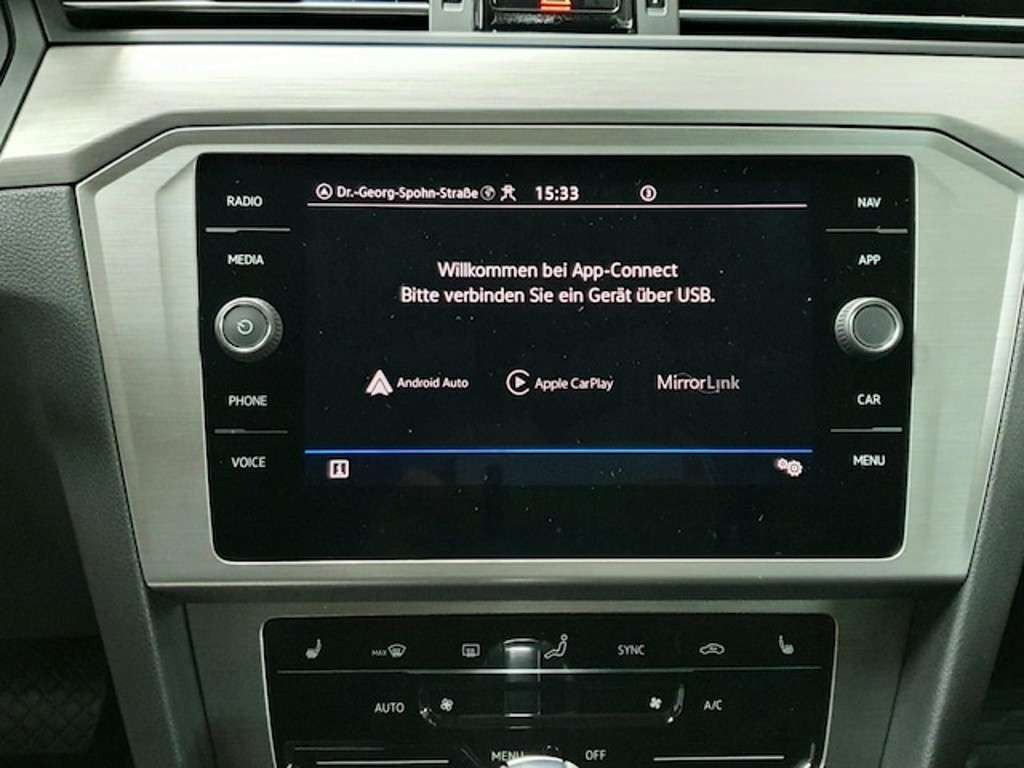 RADIO
MEDIA
PHONE
VOICE
Dr.-Georg-Spohn-Straße 15:33
Willkommen bei App-Connect
Bitte verbinden Sie ein Gerät über USB.
Android Auto Apple CarPlay MirrorLink
NAV
APP
CAR
MENU
MAX SYNC
AUTO A/C
MENU OFF